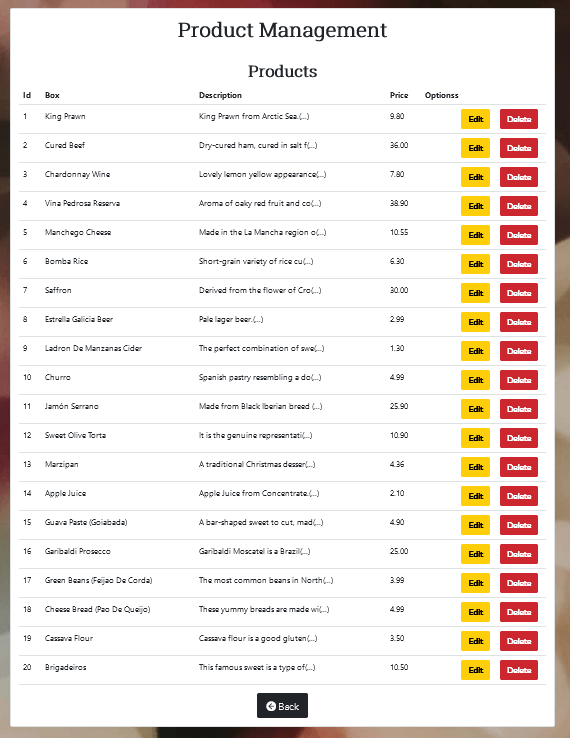 Product Management
Products
Id Box Description Price Optionss
1 King Prawn King Prawn from Arctic Sea.(...) 9.80 Edit Delete
2 Cured Beef Dry-cured ham, cured in salt f(...) 36.00 Edit Delete
3 Chardonnay Wine Lovely lemon yellow appearance(...) 7.80 Edit Delete
4 Vina Pedrosa Reserva Aroma of oaky red fruit and co(...) 38.90 Edit Delete
5 Manchego Cheese Made in the La Mancha region o(...) 10.55 Edit Delete
6 Bomba Rice Short-grain variety of rice cu(...) 6.30 Edit Delete
7 Saffron Derived from the flower of Cro(...) 30.00 Edit Delete
8 Estrella Galicia Beer Pale lager beer.(...) 2.99 Edit Delete
9 Ladron De Manzanas Cider The perfect combination of swe(...) 1.30 Edit Delete
10 Churro Spanish pastry resembling a do(...) 4.99 Edit Delete
11 Jamón Serrano Made from Black Iberian breed (...) 25.90 Edit Delete
12 Sweet Olive Torta It is the genuine representati(...) 10.90 Edit Delete
13 Marzipan A traditional Christmas desser(...) 4.36 Edit Delete
14 Apple Juice Apple Juice from Concentrate.(...) 2.10 Edit Delete
15 Guava Paste (Goiabada) A bar-shaped sweet to cut, mad(...) 4.90 Edit Delete
16 Garibaldi Prosecco Garibaldi Moscatel is a Brazil(...) 25.00 Edit Delete
17 Green Beans (Feijao De Corda) The most common beans in North(...) 3.99 Edit Delete
18 Cheese Bread (Pao De Queijo) These yummy breads are made wi(...) 4.99 Edit Delete
19 Cassava Flour Cassava flour is a good gluten(...) 3.50 Edit Delete
20 Brigadeiros This famous sweet is a type of(...) 10.50 Edit Delete
Back